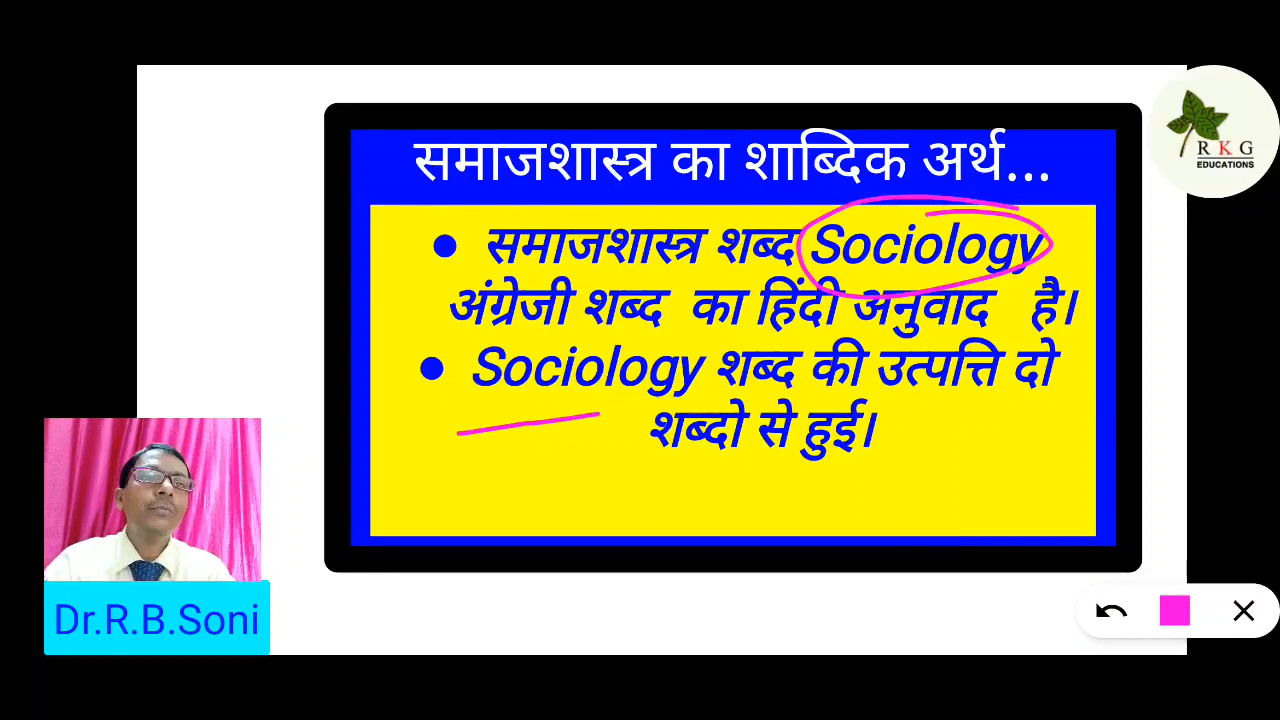 समाजशास्त्र का शाब्दिक अर्थ...
R K G
EDUCATIONS
● समाजशास्त्र शब्द Sociology
अंग्रेजी शब्द का हिंदी अनुवाद है।
● Sociology शब्द की उत्पत्ति दो
शब्दो से हुई।
Dr.R.B.Soni